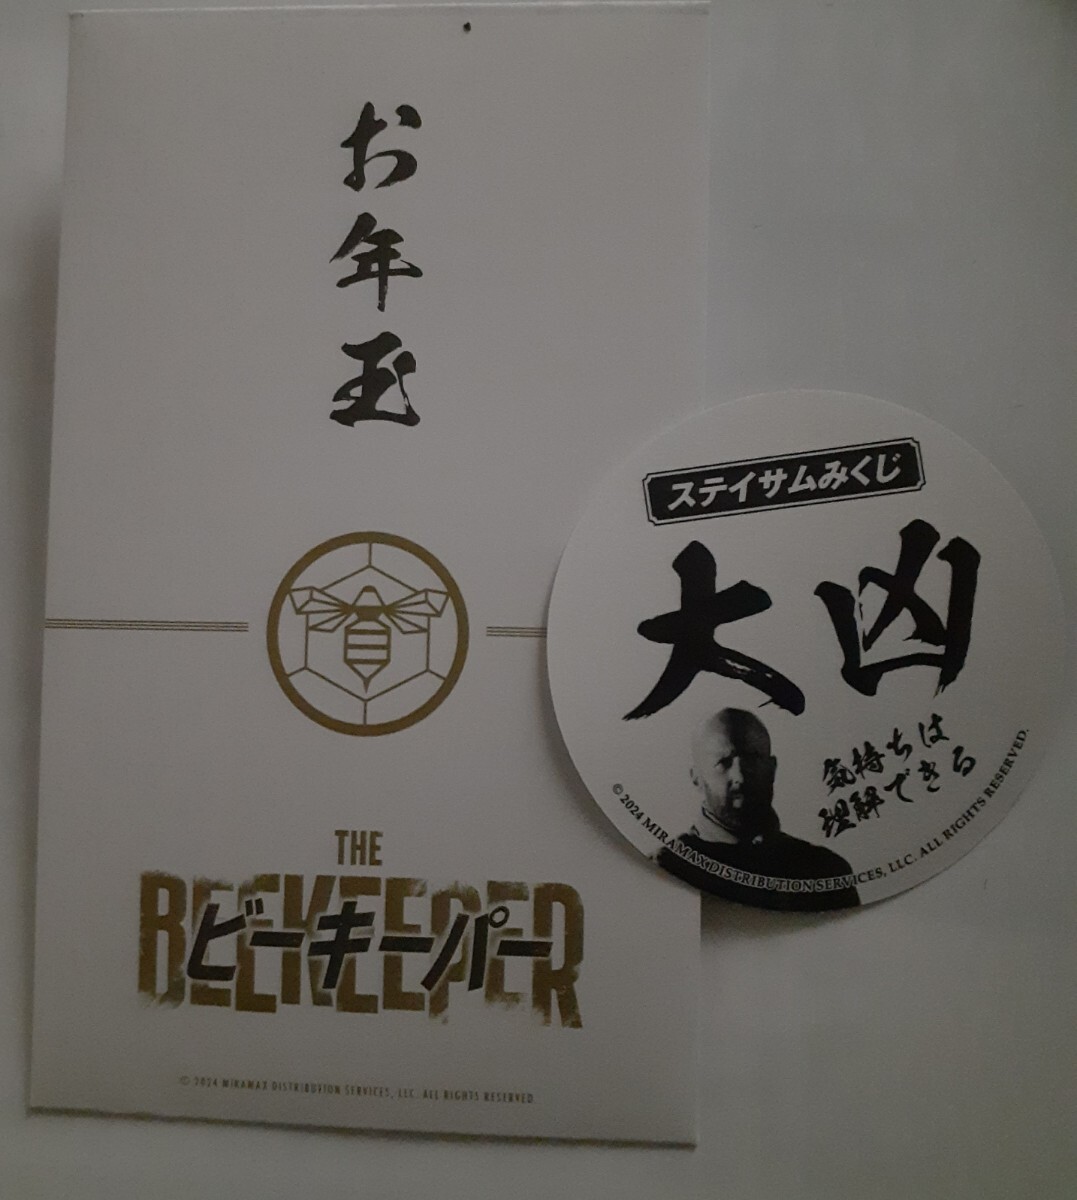 お年玉
THE
BEEKEEPER
ビーキーパー
© 2024 MIRAMAX DISTRIBUTION SERVICES, LLC. ALL RIGHTS RESERVED.
ステイサムみくじ
大凶
気持ちは
理解できる
© 2024 MIRAMAX DISTRIBUTION SERVICES, LLC. ALL RIGHTS RESERVED.